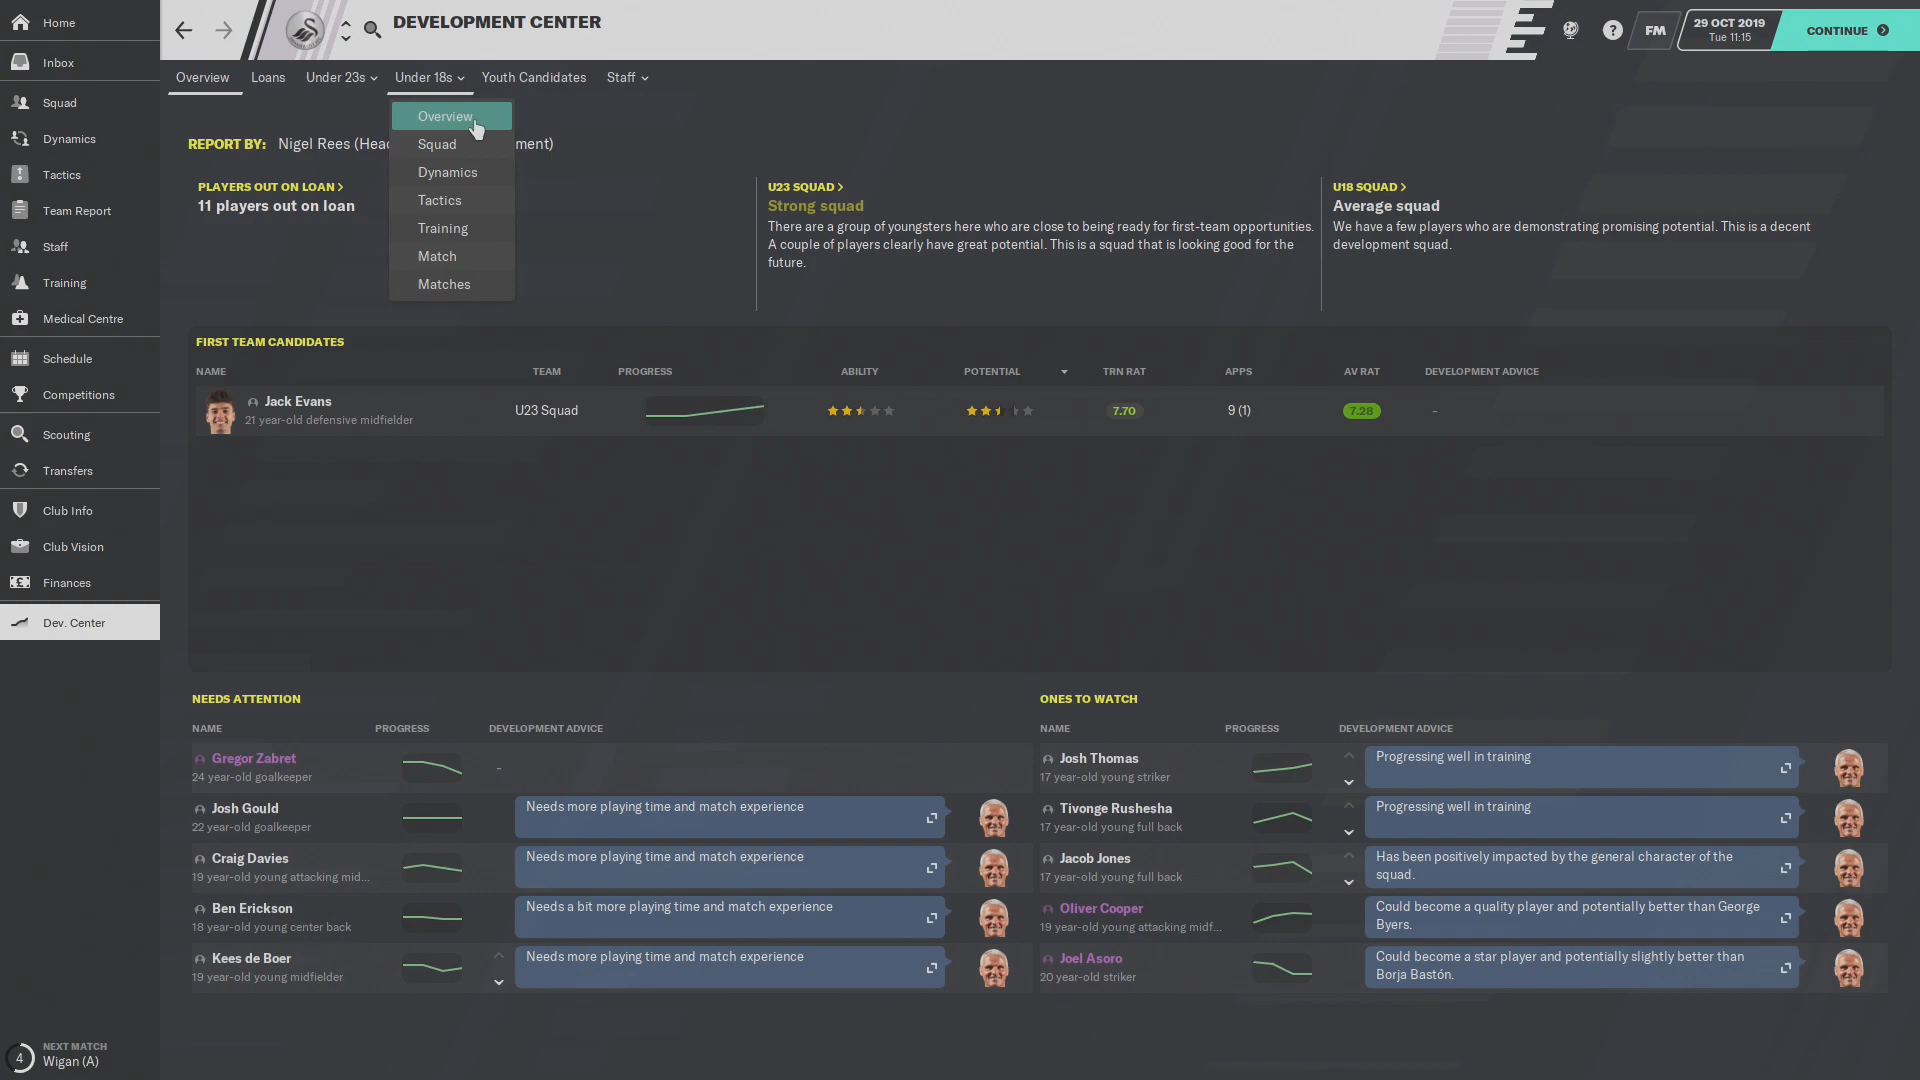 Home
Inbox
Squad
Dynamics
Tactics
Team Report
Staff
Training
Medical Centre
Schedule
Competitions
Scouting
Transfers
Club Info
Club Vision
Finances
Dev. Center
4
NEXT MATCH
Wigan (A)
DEVELOPMENT CENTER
?
FM
29 OCT 2019
Tue 11:15
CONTINUE
Overview Loans Under 23s Under 18s Youth Candidates Staff
Overview
Squad
Dynamics
Tactics
Training
Match
Matches
REPORT BY: Nigel Rees (Hea ment)
PLAYERS OUT ON LOAN >
11 players out on loan
U23 SQUAD >
Strong squad
There are a group of youngsters here who are close to being ready for first-team opportunities.
A couple of players clearly have great potential. This is a squad that is looking good for the
future.
U18 SQUAD >
Average squad
We have a few players who are demonstrating promising potential. This is a decent
development squad.
FIRST TEAM CANDIDATES
NAME TEAM PROGRESS ABILITY POTENTIAL TRN RAT APPS AV RAT DEVELOPMENT ADVICE
Jack Evans
21 year-old defensive midfielder
U23 Squad 7.70 9 (1) 7.28 -
NEEDS ATTENTION
NAME PROGRESS DEVELOPMENT ADVICE
Gregor Zabret
24 year-old goalkeeper
-
Josh Gould
22 year-old goalkeeper
Needs more playing time and match experience
Craig Davies
19 year-old young attacking mid...
Needs more playing time and match experience
Ben Erickson
18 year-old young center back
Needs a bit more playing time and match experience
Kees de Boer
19 year-old young midfielder
Needs more playing time and match experience
ONES TO WATCH
NAME PROGRESS DEVELOPMENT ADVICE
Josh Thomas
17 year-old young striker
Progressing well in training
Tivonge Rushesha
17 year-old young full back
Progressing well in training
Jacob Jones
17 year-old young full back
Has been positively impacted by the general character of the
squad.
Oliver Cooper
19 year-old young attacking midf...
Could become a quality player and potentially better than George
Byers.
Joel Asoro
20 year-old striker
Could become a star player and potentially slightly better than
Borja Bastón.